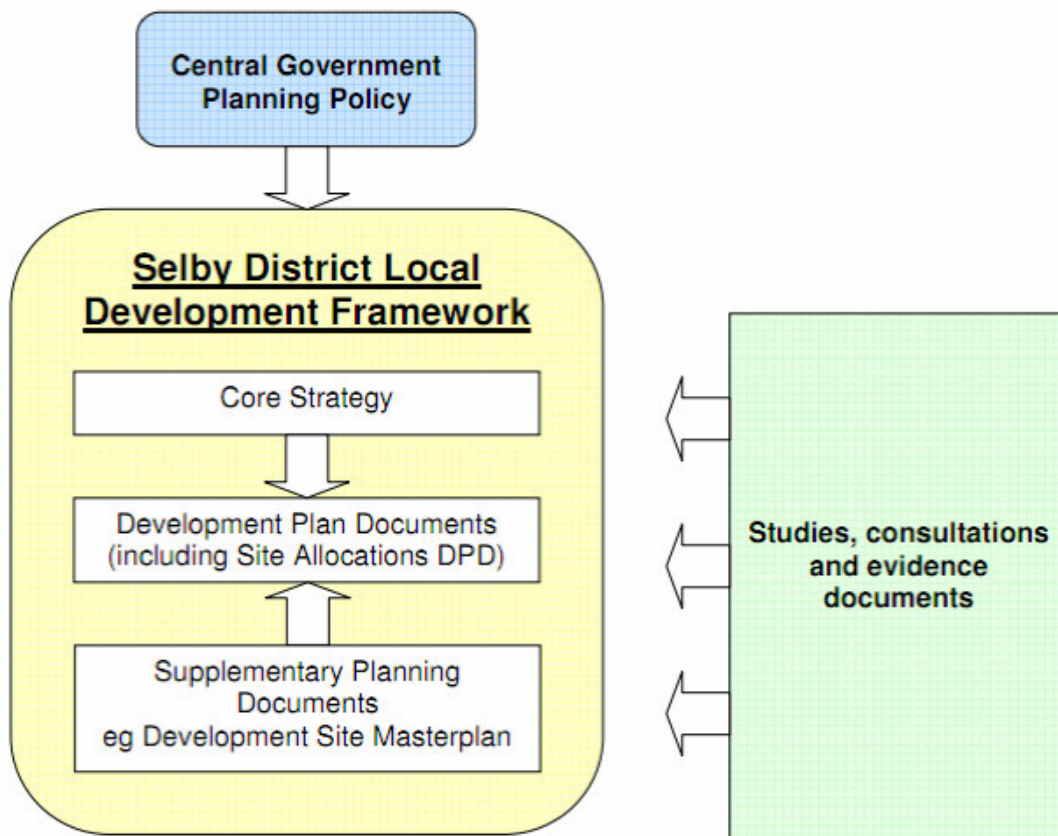 Central Government
Planning Policy
Selby District Local
Development Framework
Core Strategy
Development Plan Documents
(including Site Allocations DPD)
Supplementary Planning
Documents
eg Development Site Masterplan
Studies, consultations
and evidence
documents